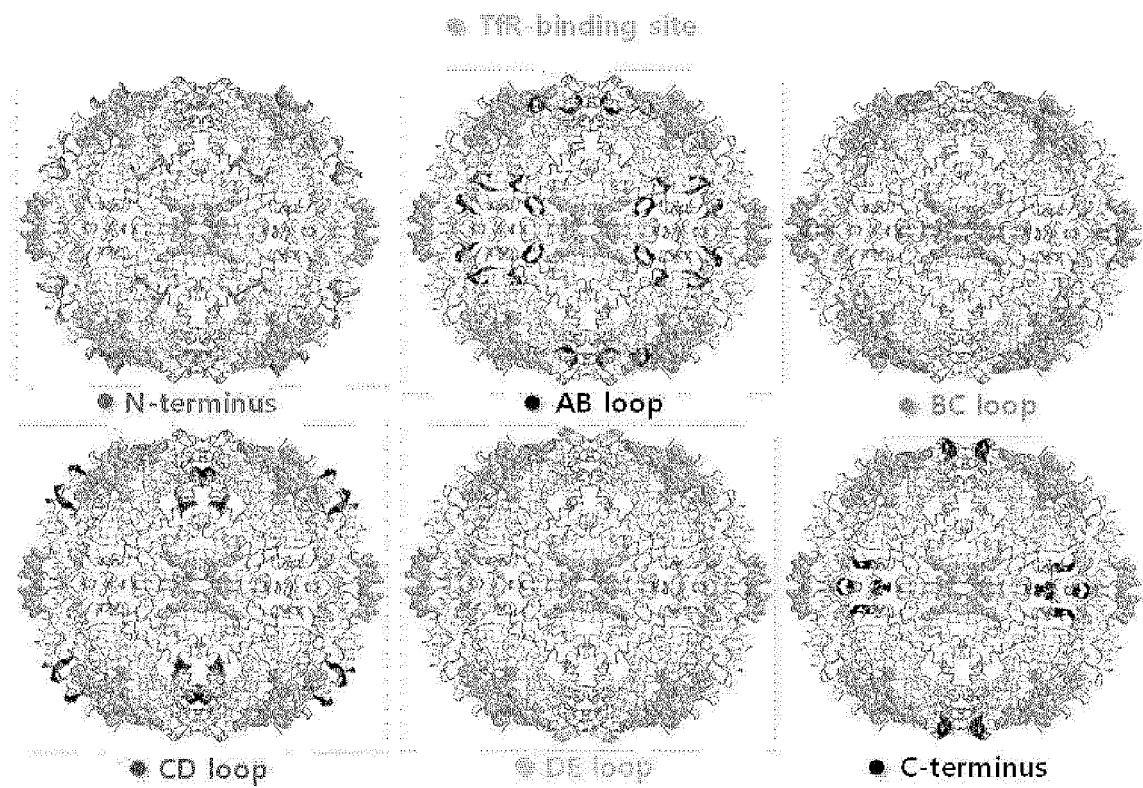 TfR-binding site
N-terminus
AB loop
BC loop
CD loop
DE loop
C-terminus